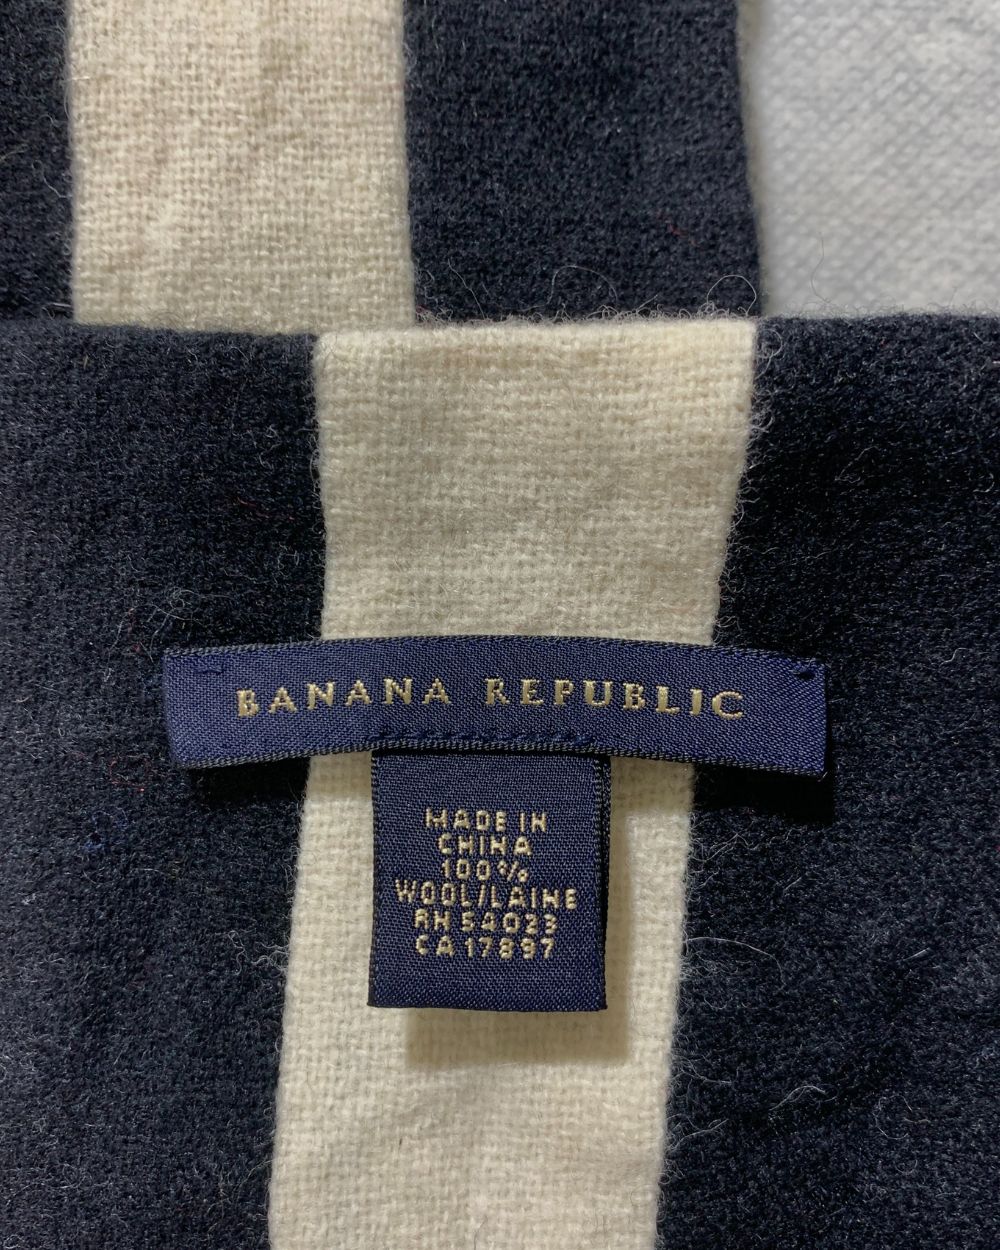 BANANA REPUBLIC
MADE IN
CHINA
100%
WOOL/LAINE
RN 54023
CA 17897